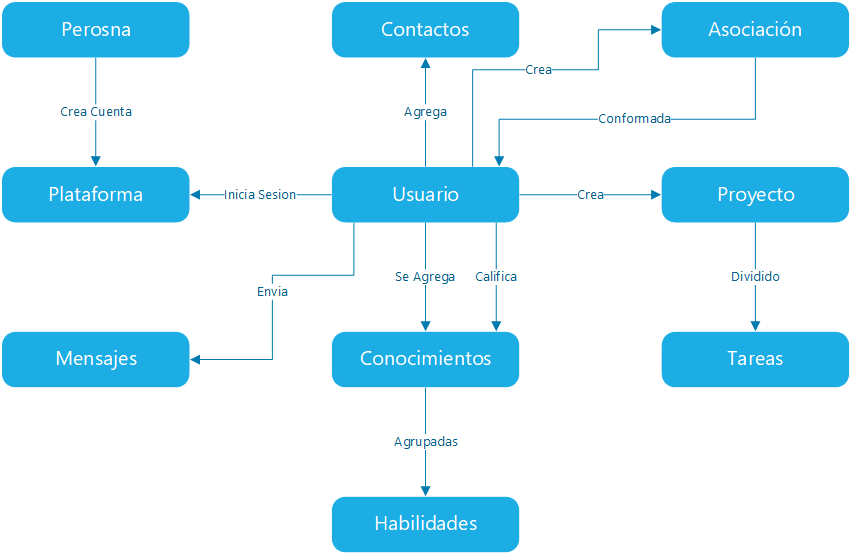 Perosna
Contactos
Asociación
Crea
Crea Cuenta
Agrega
Conformada
Plataforma
Inicia Sesion
Usuario
Crea
Proyecto
Se Agrega
Califica
Dividido
Envia
Mensajes
Conocimientos
Tareas
Agrupadas
Habilidades